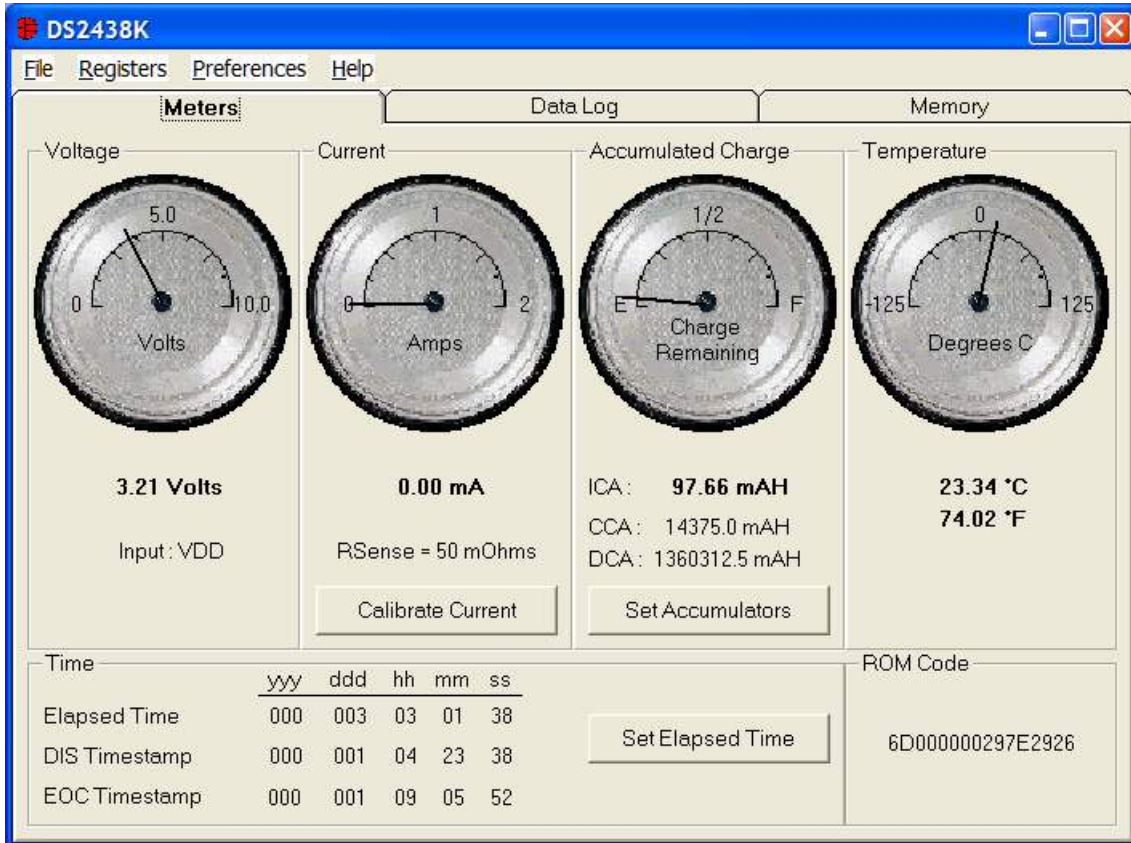 DS2438K
File Registers Preferences Help
Meters Data Log Memory
Voltage
5.0
0 10.0
Volts
3.21 Volts
Input : VDD
Current
1
0 2
Amps
0.00 mA
RSense = 50 mOhms
Calibrate Current
Accumulated Charge
1/2
E F
Charge
Remaining
ICA : 97.66 mAH
CCA : 14375.0 mAH
DCA : 1360312.5 mAH
Set Accumulators
Temperature
0
-125 125
Degrees C
23.34 °C
74.02 °F
Time
yyy ddd hh mm ss
Elapsed Time 000 003 03 01 38
DIS Timestamp 000 001 04 23 38
EOC Timestamp 000 001 09 05 52
Set Elapsed Time
ROM Code
6D000000297E2926